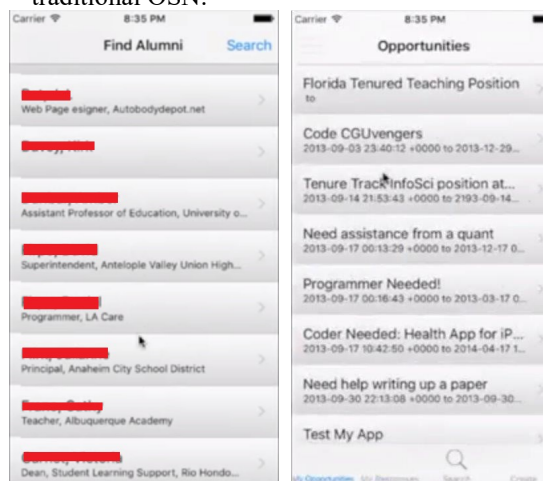 traditional OSN.
Carrier 8:35 PM
Find Alumni Search
Web Page esigner, Autobodydepot.net
Assistant Professor of Education, University o...
Superintendent, Antelople Valley Union High...
Programmer, LA Care
Principal, Anaheim City School District
Teacher, Albuquerque Academy
Dean, Student Learning Support, Rio Hondo...
Carrier 8:35 PM
Opportunities
Florida Tenured Teaching Position
to
Code CGUvengers
2013-09-03 23:40:12 +0000 to 2013-12-29...
Tenure Track InfoSci position at...
2013-09-14 21:53:43 +0000 to 2193-09-14...
Need assistance from a quant
2013-09-17 00:13:29 +0000 to 2013-12-17 0...
Programmer Needed!
2013-09-17 00:16:43 +0000 to 2013-03-17 0...
Coder Needed: Health App for iP...
2013-09-17 10:42:50 +0000 to 2014-04-17 1...
Need help writing up a paper
2013-09-30 22:13:08 +0000 to 2013-09-30...
Test My App
My Opportunities My Responses Search Create